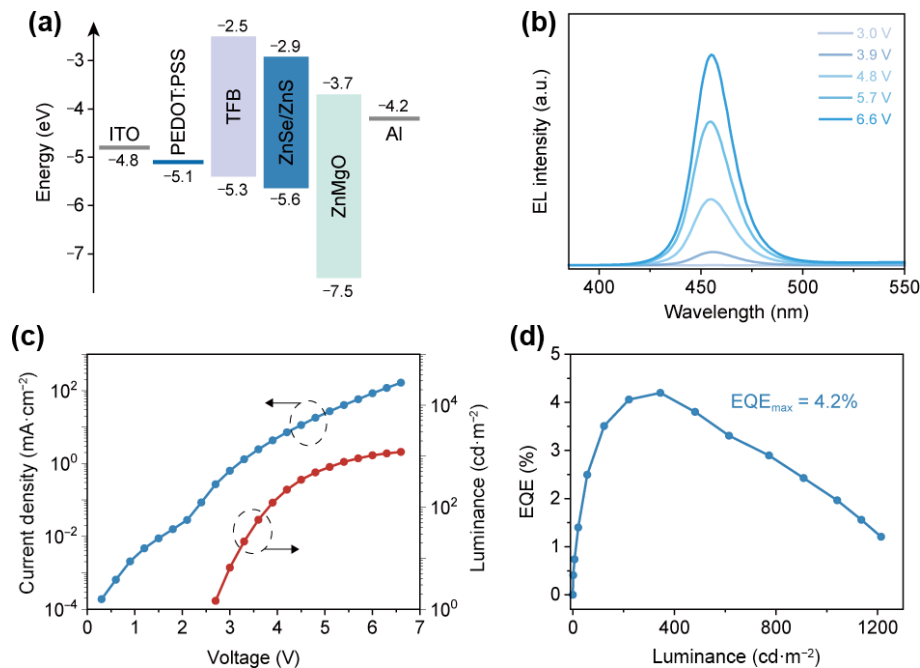 (a)
Energy (eV)
−3
−4
−5
−6
−7
ITO
−4.8
PEDOT:PSS
−5.1
−2.5
TFB
−5.3
−2.9
ZnSe/ZnS
−5.6
−3.7
ZnMgO
−7.5
−4.2
Al
(b)
EL intensity (a.u.)
3.0 V
3.9 V
4.8 V
5.7 V
6.6 V
400 450 500 550
Wavelength (nm)
(c)
Current density (mA·cm⁻²)
10²
10⁰
10⁻²
10⁻⁴
10⁴
10²
10⁰
Luminance (cd·m⁻²)
0 1 2 3 4 5 6 7
Voltage (V)
(d)
EQE (%)
5
4
3
2
1
0
EQEₘₐₓ = 4.2%
0 400 800 1200
Luminance (cd·m⁻²)